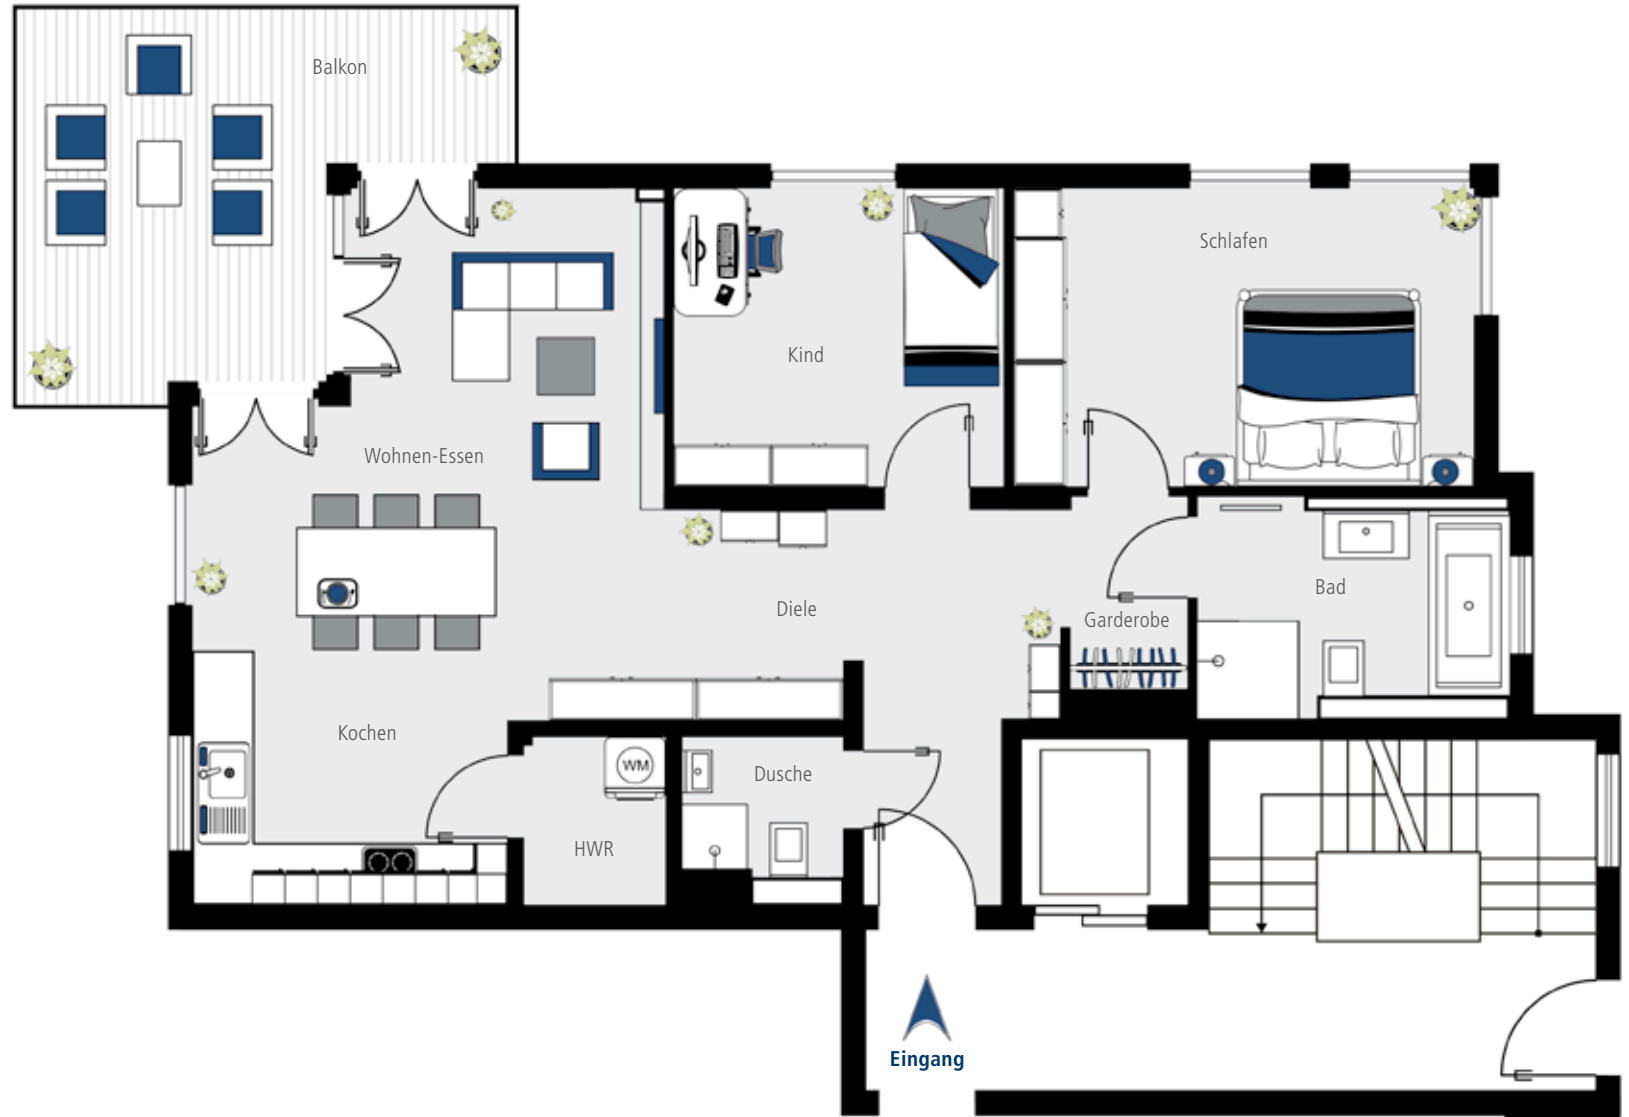 Balkon
Schlafen
Kind
Wohnen-Essen
Bad
Diele
Garderobe
Kochen
WM
Dusche
HWR
Eingang